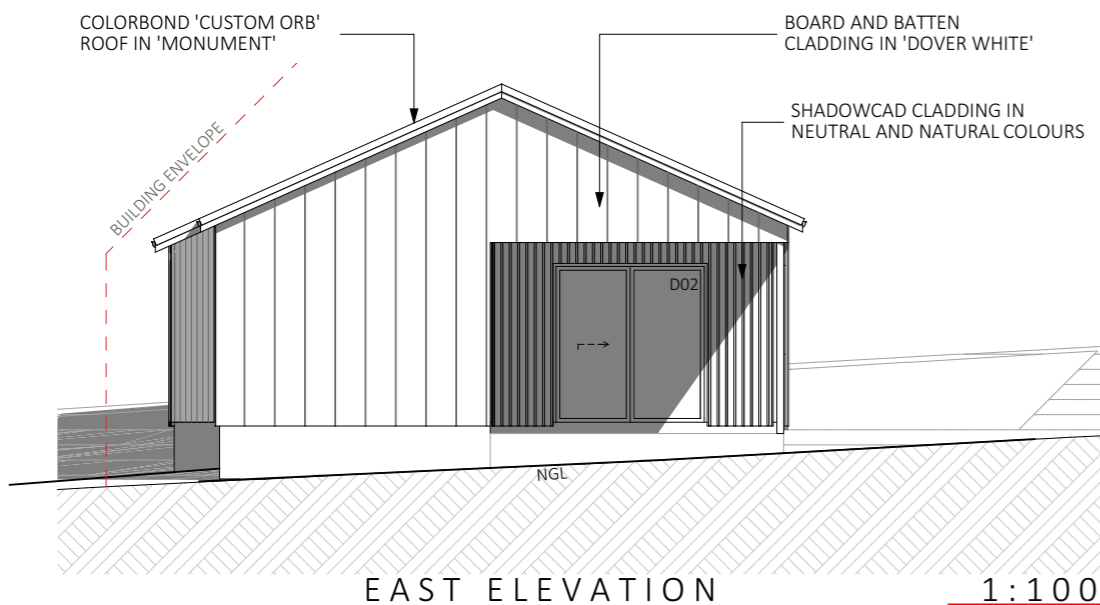 COLORBOND 'CUSTOM ORB'
ROOF IN 'MONUMENT'
BOARD AND BATTEN
CLADDING IN 'DOVER WHITE'
SHADOWCAD CLADDING IN
NEUTRAL AND NATURAL COLOURS
BUILDING ENVELOPE
D02
NGL
EAST ELEVATION
1:100